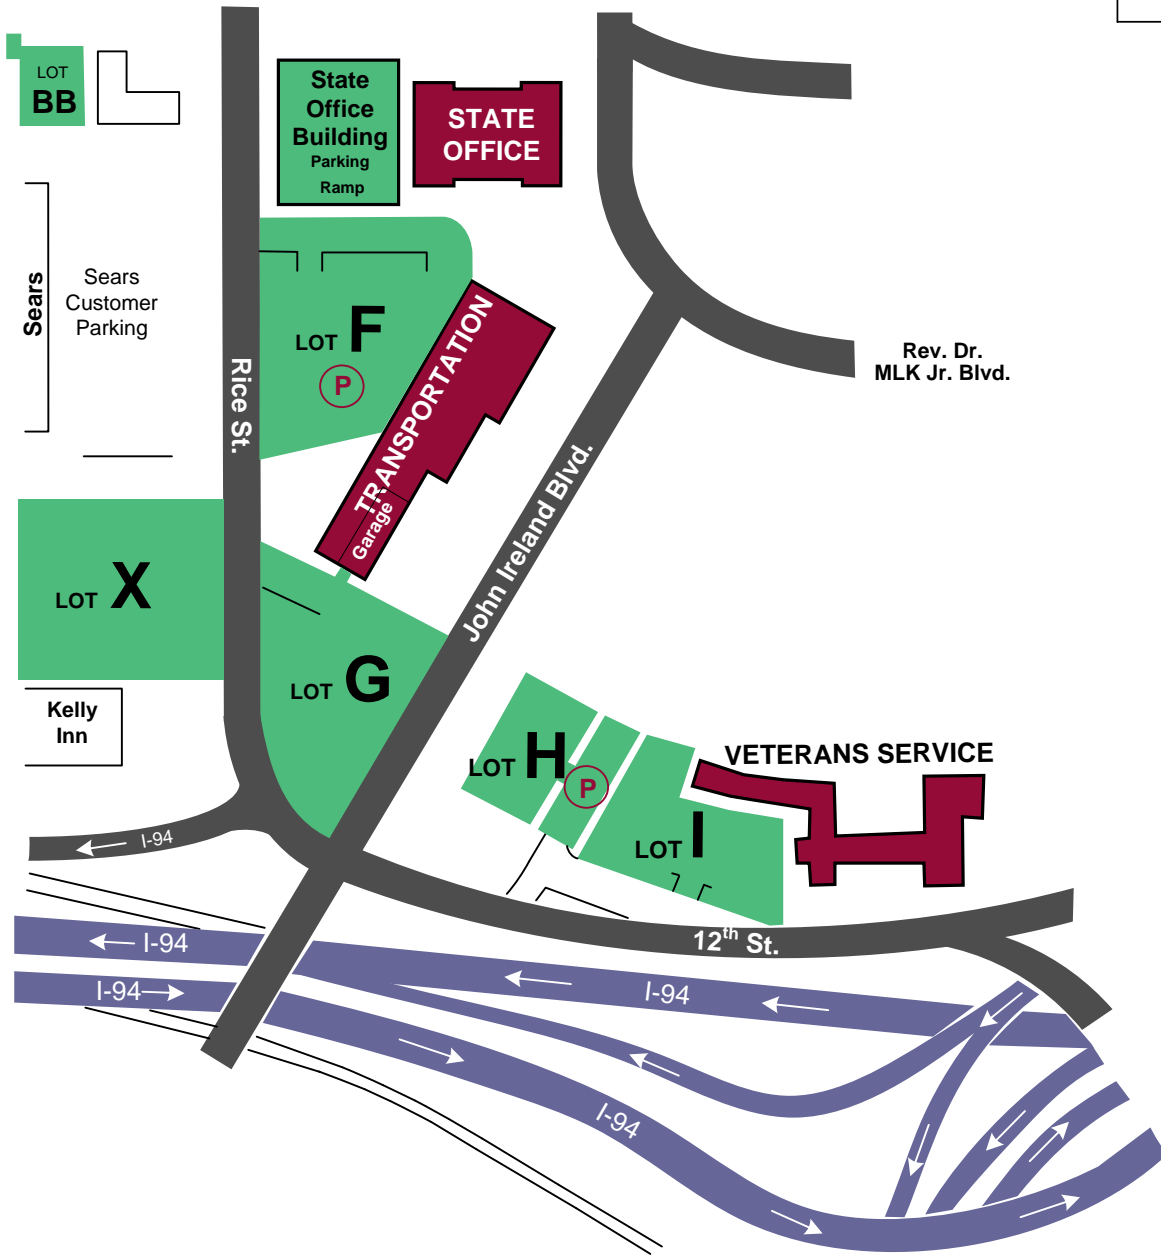 LOT
BB
State
Office
Building
Parking
Ramp
STATE
OFFICE
Sears
Sears
Customer
Parking
LOT F
P
Rice St.
TRANSPORTATION
Garage
Rev. Dr.
MLK Jr. Blvd.
John Ireland Blvd.
LOT X
LOT G
Kelly
Inn
LOT H
P
VETERANS SERVICE
LOT I
I-94
12th St.
I-94
I-94
I-94
I-94